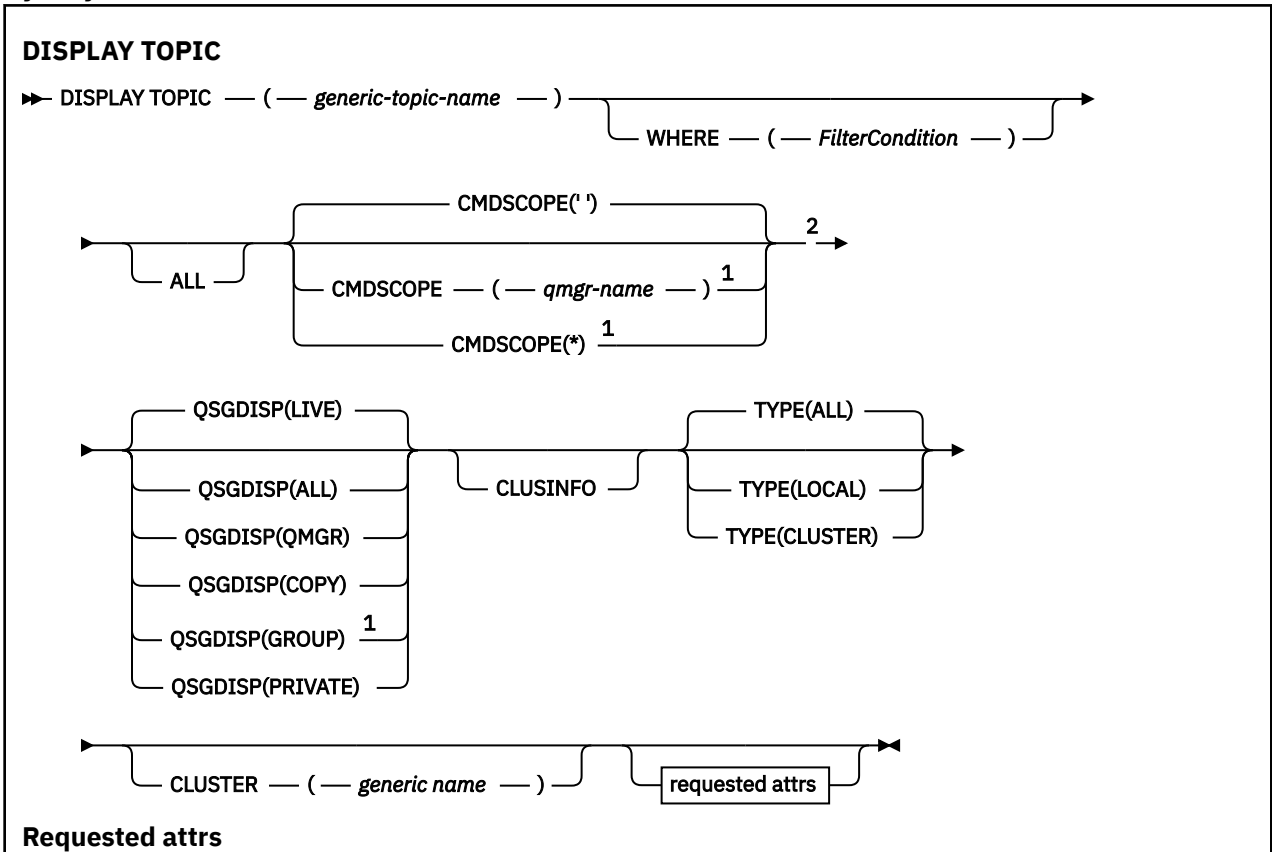 DISPLAY TOPIC
DISPLAY TOPIC ( generic-topic-name )
WHERE ( FilterCondition )
CMDSCOPE(' ')
2
ALL
CMDSCOPE ( qmgr-name ) 1
CMDSCOPE(*) 1
QSGDISP(LIVE) TYPE(ALL)
QSGDISP(ALL) CLUSINFO TYPE(LOCAL)
QSGDISP(QMGR) TYPE(CLUSTER)
QSGDISP(COPY)
QSGDISP(GROUP) 1
QSGDISP(PRIVATE)
CLUSTER ( generic name ) requested attrs
Requested attrs